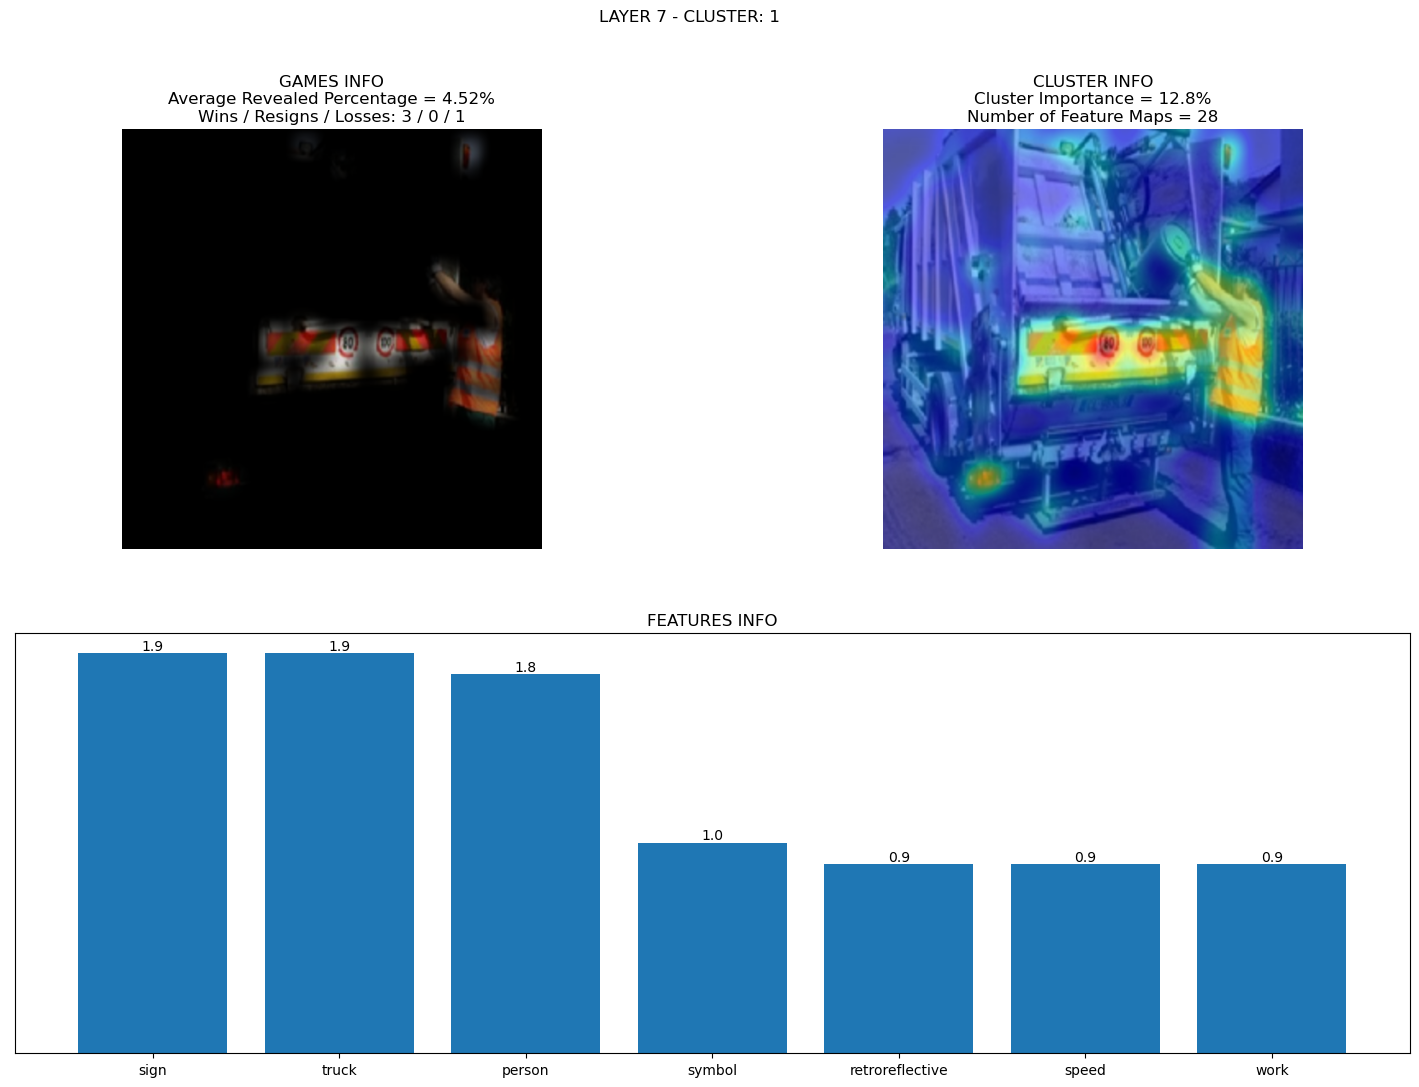 LAYER 7 - CLUSTER: 1
GAMES INFO
Average Revealed Percentage = 4.52%
Wins / Resigns / Losses: 3 / 0 / 1
CLUSTER INFO
Cluster Importance = 12.8%
Number of Feature Maps = 28
FEATURES INFO
1.9
1.9
1.8
1.0
0.9
0.9
0.9
sign
truck
person
symbol
retroreflective
speed
work